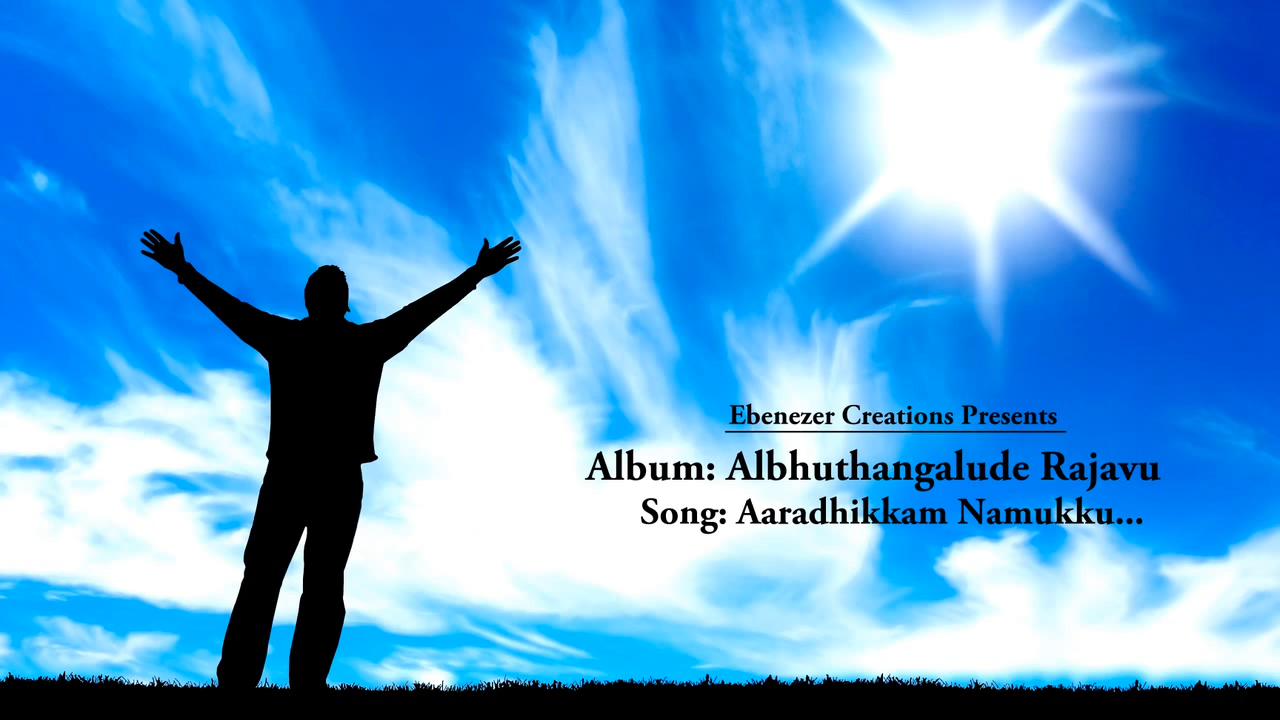 Ebenezer Creations Presents
Album: Albhuthangalude Rajavu
Song: Aaradhikkam Namukku...